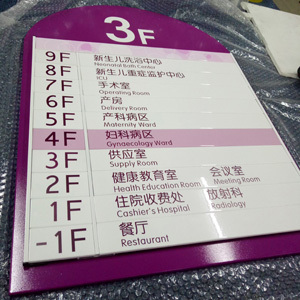 3F
9F 新生儿洗浴中心
Neonatal Bath Center
8F 新生儿重症监护中心
ICU
7F 手术室
Operating Room
6F 产房
Delivery Room
5F 产科病区
Maternity Ward
4F 妇科病区
Gynaecology Ward
3F 供应室
Supply Room
2F 健康教育室 会议室
Health Education Room Meeting Room
1F 住院收费处 放射科
Cashier's Hospital Radiology
-1F 餐厅
Restaurant